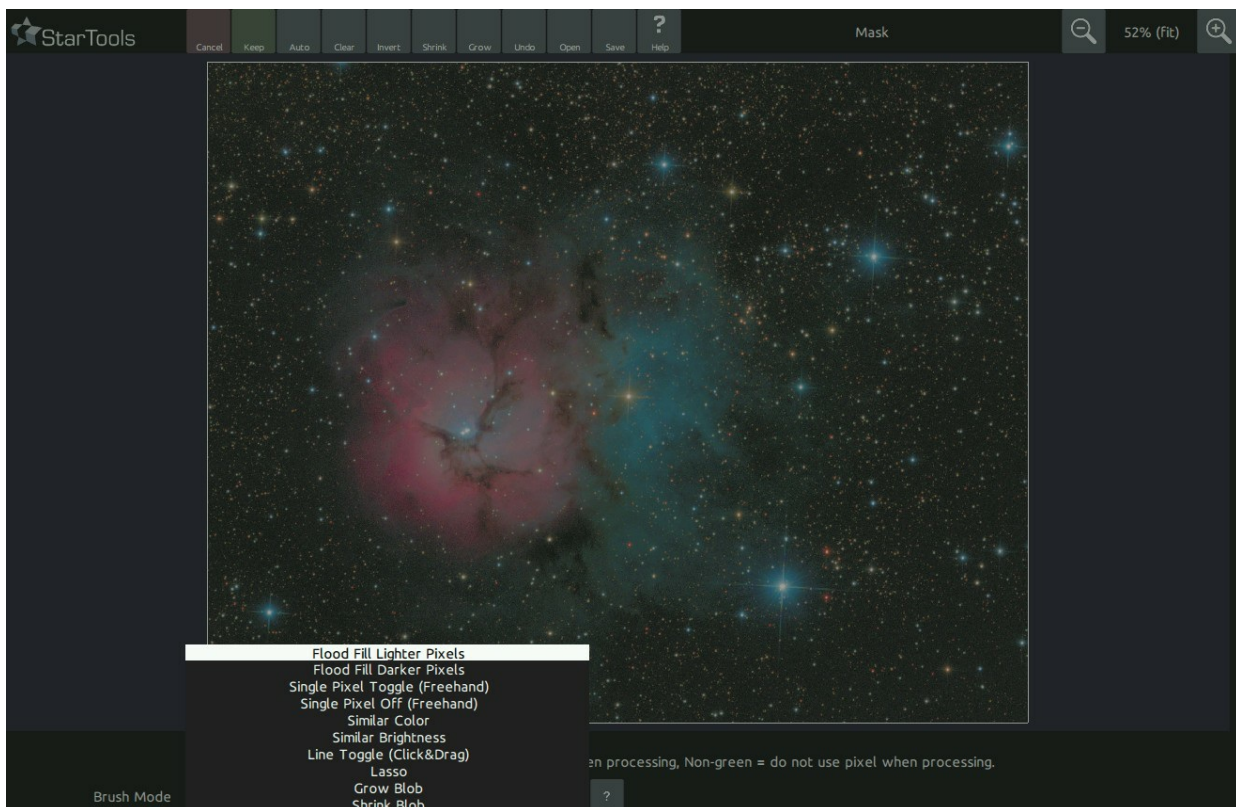 StarTools
Cancel
Keep
Auto
Clear
Invert
Shrink
Grow
Undo
Open
Save
?
Help
Mask
52% (fit)
Flood Fill Lighter Pixels
Flood Fill Darker Pixels
Single Pixel Toggle (Freehand)
Single Pixel Off (Freehand)
Similar Color
Similar Brightness
Line Toggle (Click&Drag)
processing, Non-green = do not use pixel when processing.
Lasso
Grow Blob
Brush Mode
?
Shrink Blob